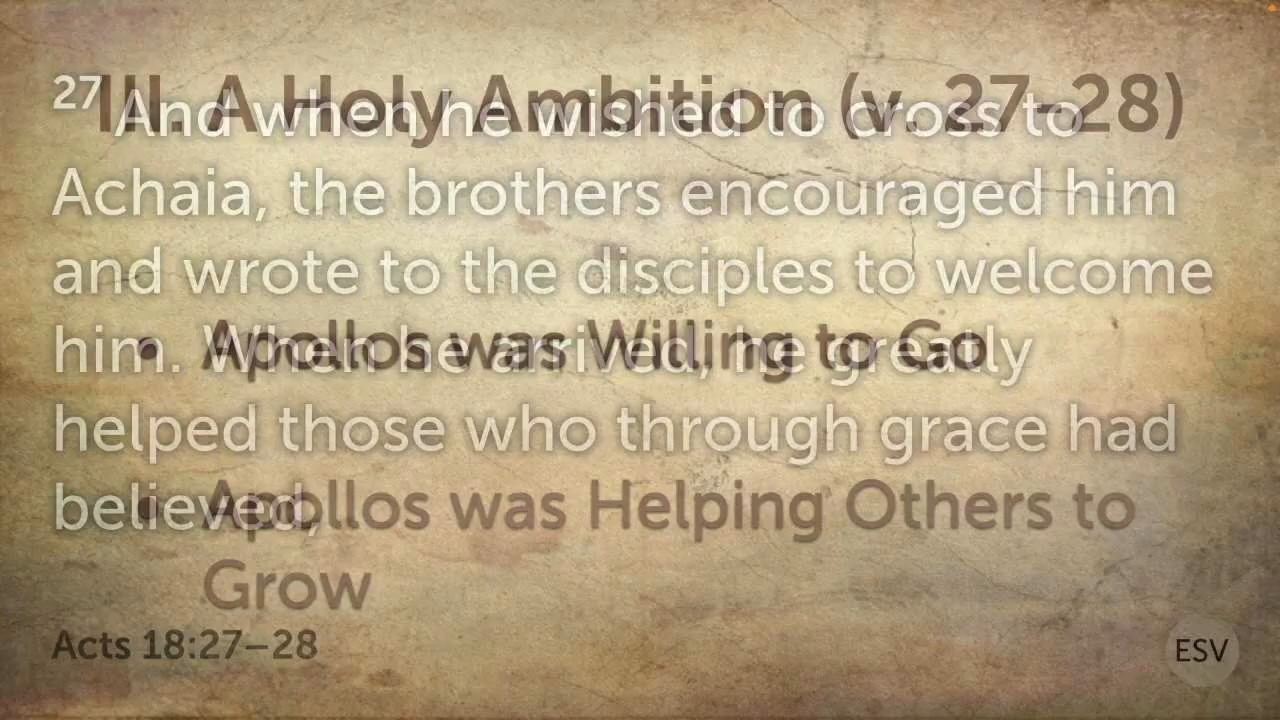 III. A Holy Ambition (v. 27–28)
• Apollos was Willing to Go
• Apollos was Helping Others to
Grow
27 And when he wished to cross to
Achaia, the brothers encouraged him
and wrote to the disciples to welcome
him. When he arrived, he greatly
helped those who through grace had
believed,
Acts 18:27–28
ESV